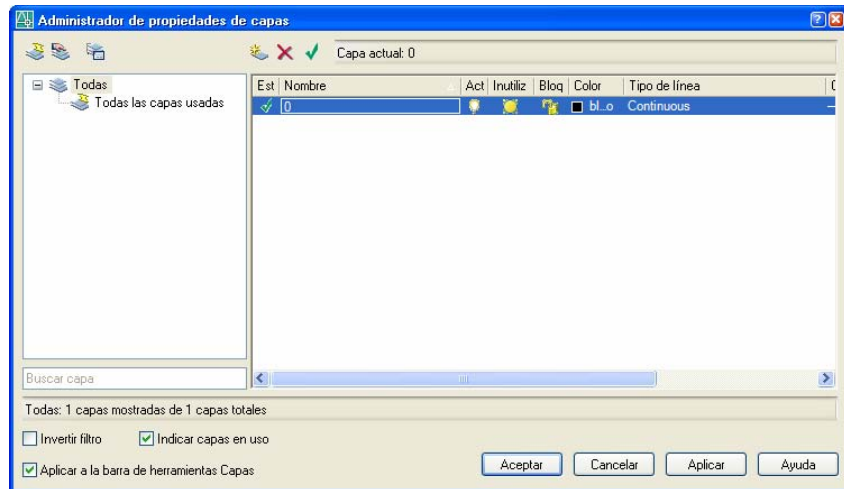 Administrador de propiedades de capas
Capa actual: 0
Todas
Todas las capas usadas
Est Nombre Act Inutiliz Bloq Color Tipo de línea
0 bl...o Continuous
Buscar capa
Todas: 1 capas mostradas de 1 capas totales
Invertir filtro Indicar capas en uso
Aplicar a la barra de herramientas Capas
Aceptar Cancelar Aplicar Ayuda